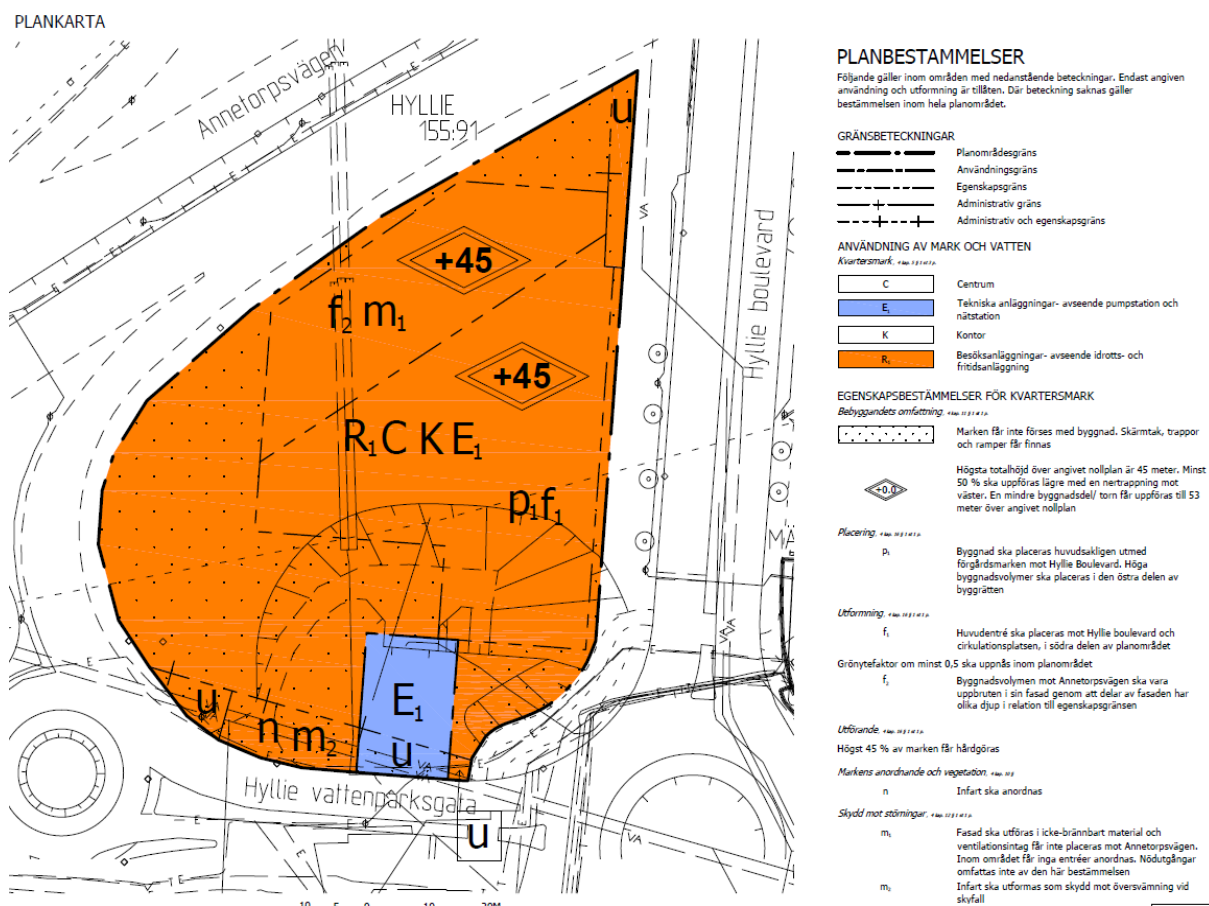 PLANKARTA
Annetorpsvägen
HYLLIE
155:91
u
+45
f₂ m₁
+45
R₁ C K E₁
p₁ f₁
Hyllie boulevard
MÄ
u
n m₂
E₁
u
Hyllie vattenparksgata
u
VA
10 5 0 10 20M
PLANBESTÄMMELSER
Följande gäller inom områden med nedanstående beteckningar. Endast angiven
användning och utformning är tillåten. Där beteckning saknas gäller
bestämmelsen inom hela planområdet.
GRÄNSBETECKNINGAR
Planområdesgräns
Användningsgräns
Egenskapsgräns
Administrativ gräns
Administrativ och egenskapsgräns
ANVÄNDNING AV MARK OCH VATTEN
Kvartersmark,
C Centrum
E₁ Tekniska anläggningar- avseende pumpstation och
nätstation
K Kontor
R₁ Besöksanläggningar- avseende idrotts- och
fritidsanläggning
EGENSKAPSBESTÄMMELSER FÖR KVARTERSMARK
Bebyggandets omfattning,
Marken får inte förses med byggnad. Skärmtak, trappor
och ramper får finnas
+0.0 Högsta totalhöjd över angivet nollplan är 45 meter. Minst
50 % ska uppföras lägre med en nertrappning mot
väster. En mindre byggnadsdel/ torn får uppföras till 53
meter över angivet nollplan
Placering,
p₁ Byggnad ska placeras huvudsakligen utmed
förgårdsmarken mot Hyllie Boulevard. Höga
byggnadsvolymer ska placeras i den östra delen av
byggrätten
Utformning,
f₁ Huvudentré ska placeras mot Hyllie boulevard och
cirkulationsplatsen, i södra delen av planområdet
Grönytefaktor om minst 0,5 ska uppnås inom planområdet
f₂ Byggnadsvolymen mot Annetorpsvägen ska vara
uppbruten i sin fasad genom att delar av fasaden har
olika djup i relation till egenskapsgränsen
Utförande,
Högst 45 % av marken får hårdgöras
Markens anordnande och vegetation,
n Infart ska anordnas
Skydd mot störningar,
m₁ Fasad ska utföras i icke-brännbart material och
ventilationsintag får inte placeras mot Annetorpsvägen.
Inom området får inga entréer anordnas. Nödutgångar
omfattas inte av den här bestämmelsen
m₂ Infart ska utformas som skydd mot översvämning vid
skyfall